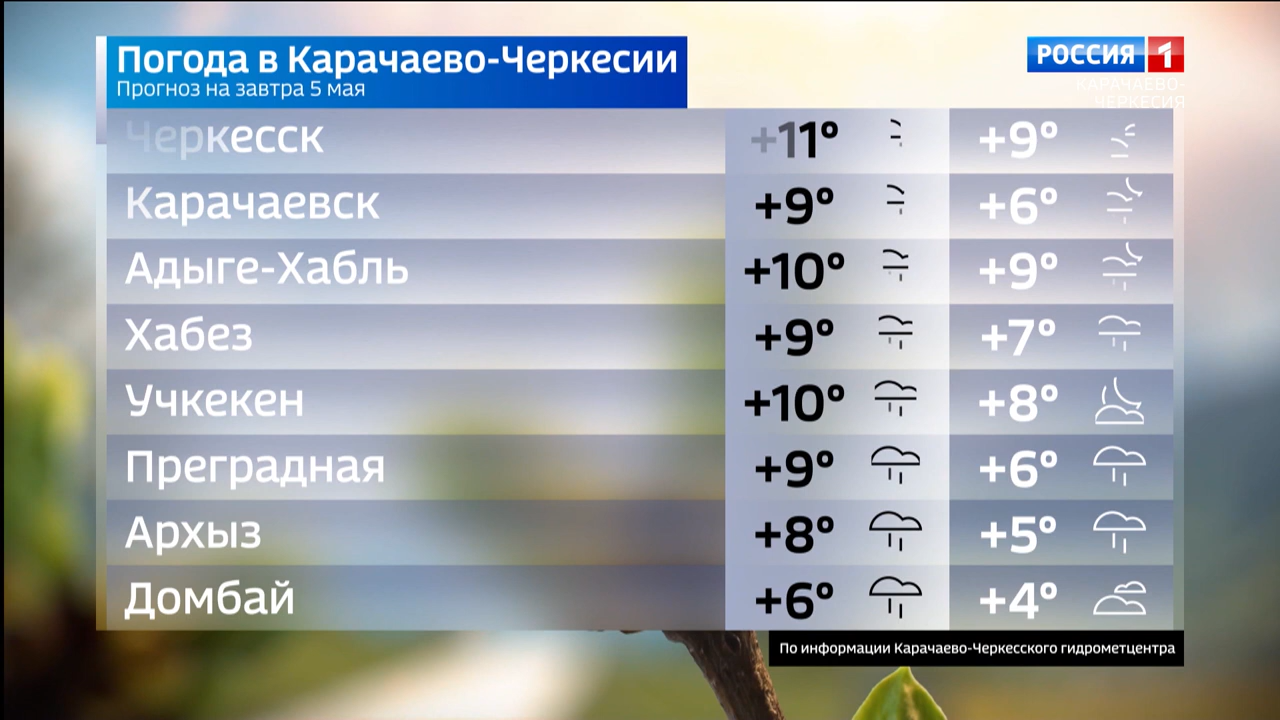 Погода в Карачаево-Черкесии
Прогноз на завтра 5 мая
РОССИЯ 1
КАРАЧАЕВО-
ЧЕРКЕСИЯ
Черкесск +11° +9°
Карачаевск +9° +6°
Адыге-Хабль +10° +9°
Хабез +9° +7°
Учкекен +10° +8°
Преградная +9° +6°
Архыз +8° +5°
Домбай +6° +4°
По информации Карачаево-Черкесского гидрометцентра